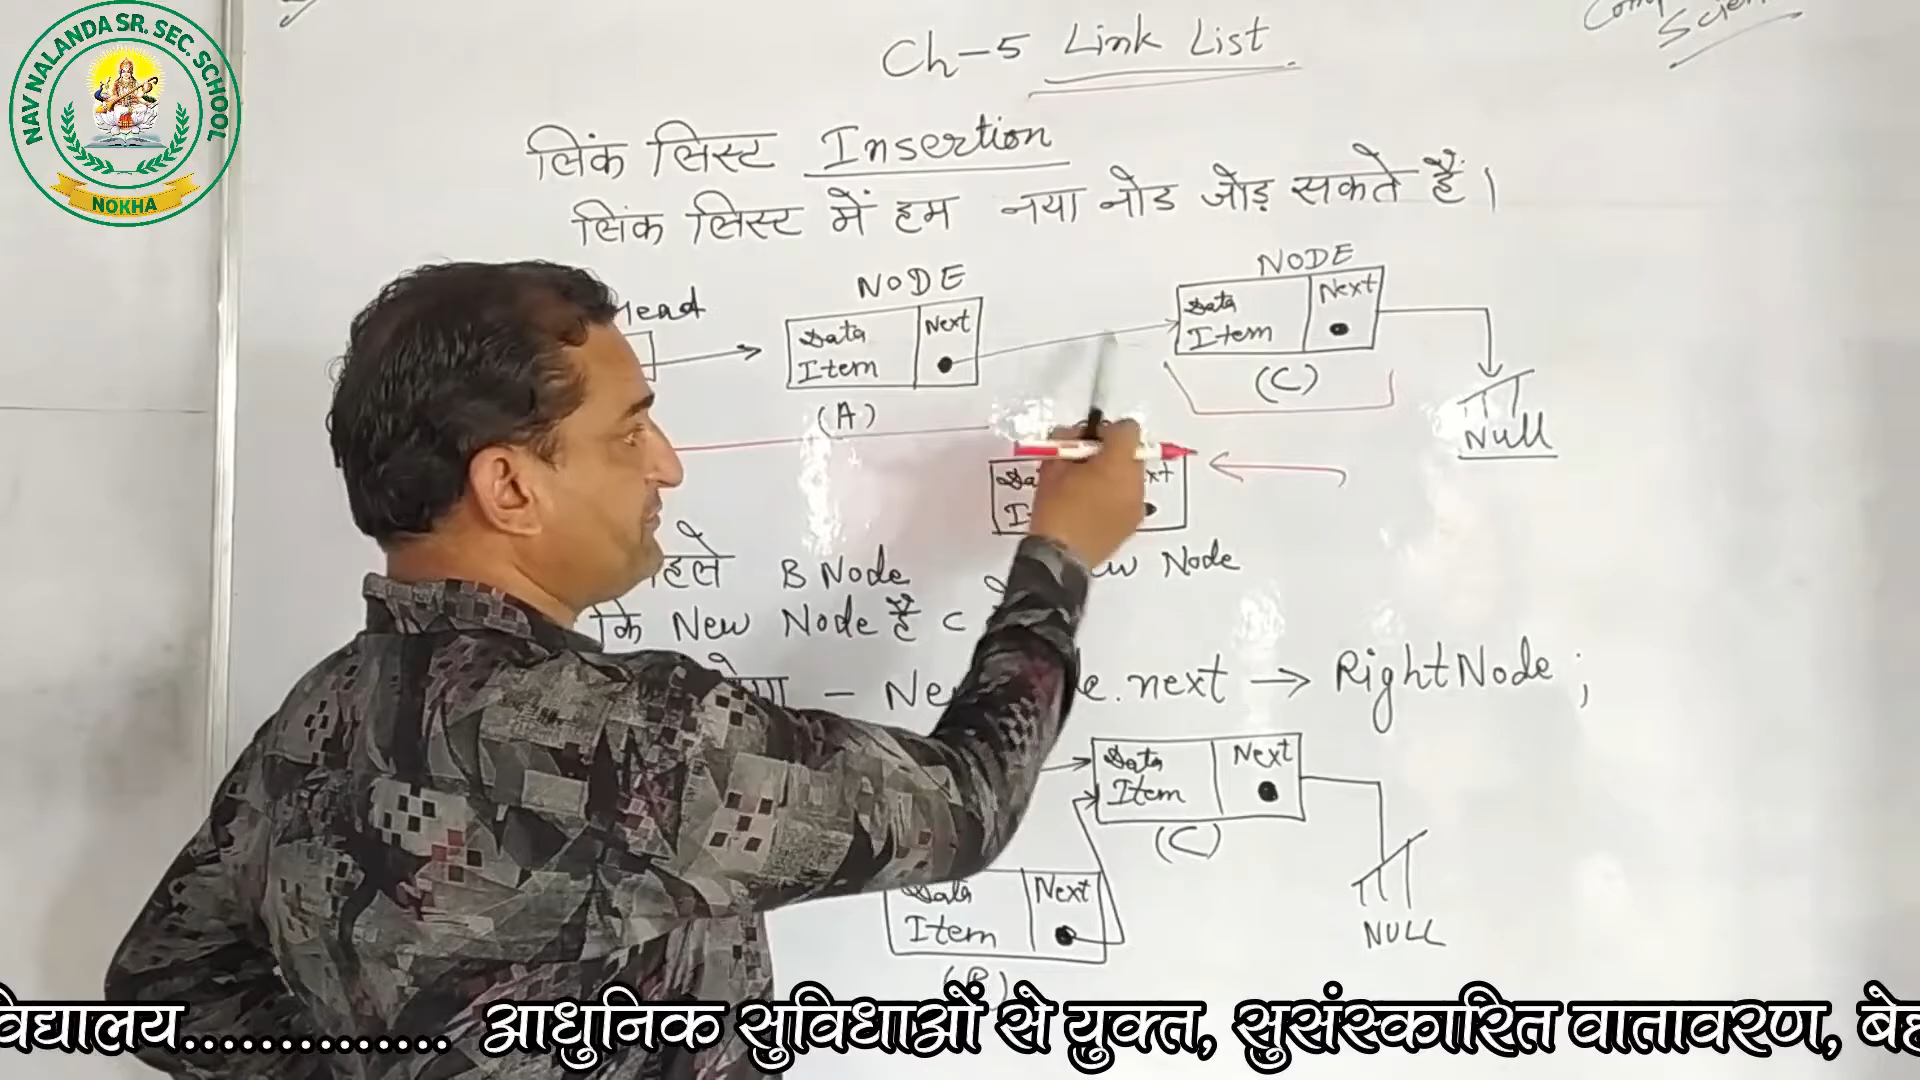 NAV NALANDA SR. SEC. SCHOOL
NOKHA
Ch-5 Link List
लिंक लिस्ट Insertion
लिंक लिस्ट में हम नया नोड जोड़ सकते हैं।
NODE
NODE
Head
Data Item
Next
(A)
Data Item
Next
(C)
Null
B Node
Node
कि New Node है C
.next → RightNode ;
Data Item
Next
(C)
NULL
Data Item
Next
(B)
विद्यालय.............. आधुनिक सुविधाओं से युक्त, सुसंस्कारित वातावरण,